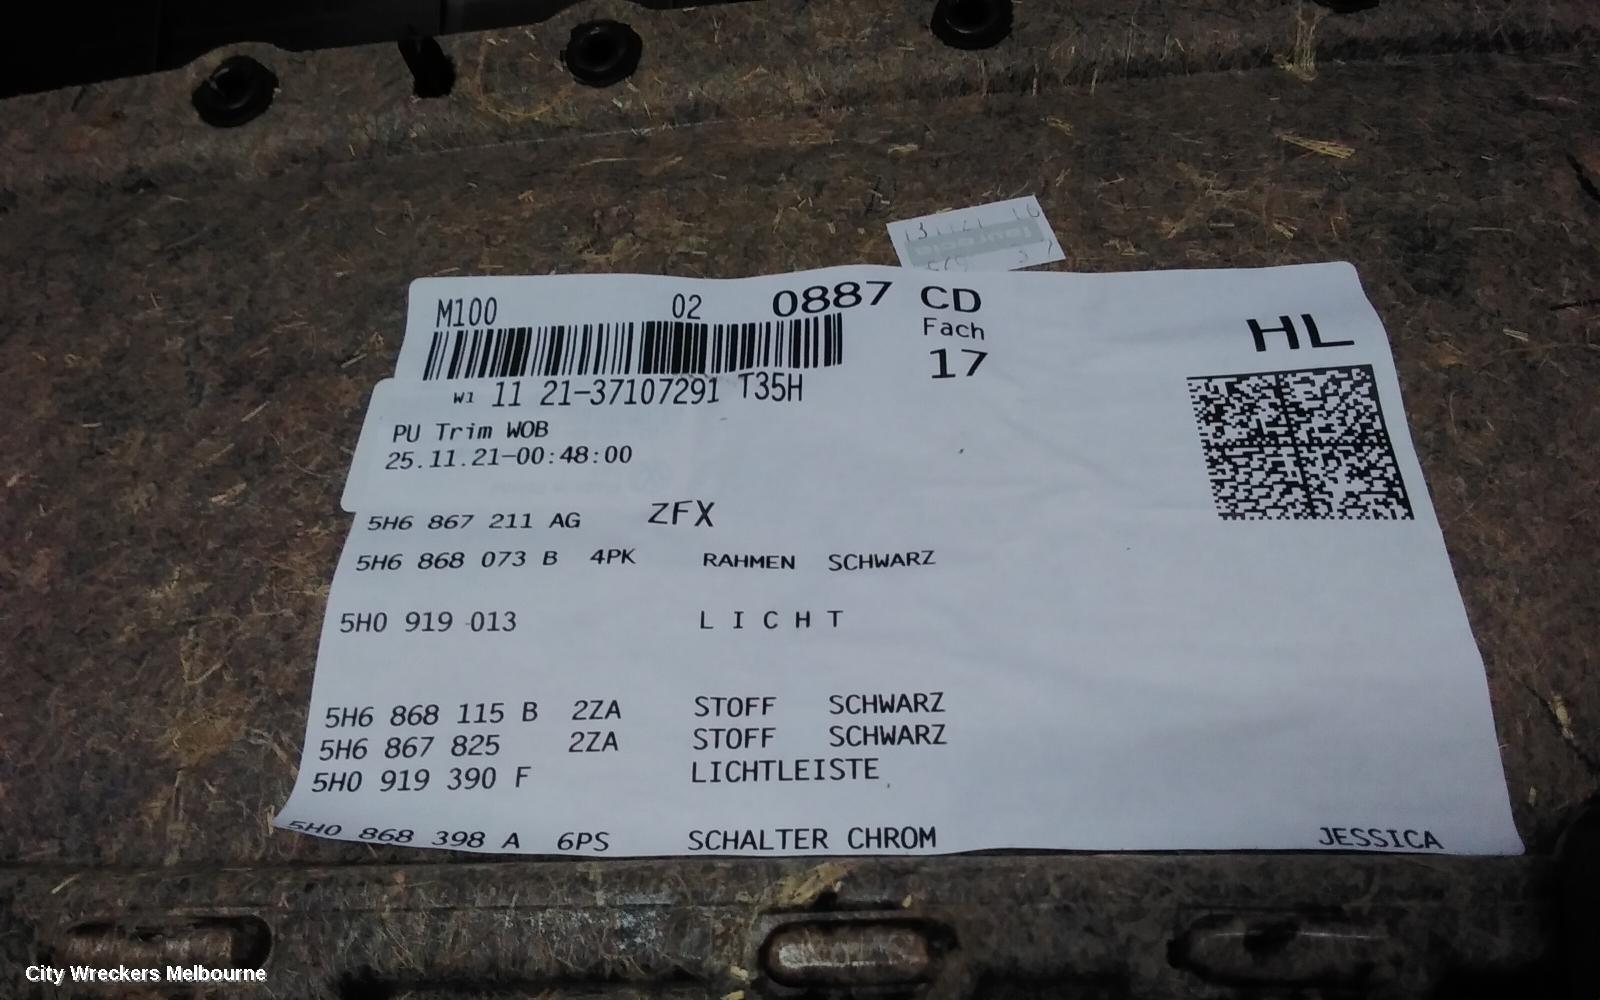 M100 02 0887 CD
Fach
17
HL
W1 11 21-37107291 T35H
PU Trim WOB
25.11.21-00:48:00
5H6 867 211 AG ZFX
5H6 868 073 B 4PK RAHMEN SCHWARZ
5H0 919 013 L I C H T
5H6 868 115 B 2ZA STOFF SCHWARZ
5H6 867 825 2ZA STOFF SCHWARZ
5H0 919 390 F LICHTLEISTE
5H0 868 398 A 6PS SCHALTER CHROM JESSICA
City Wreckers Melbourne